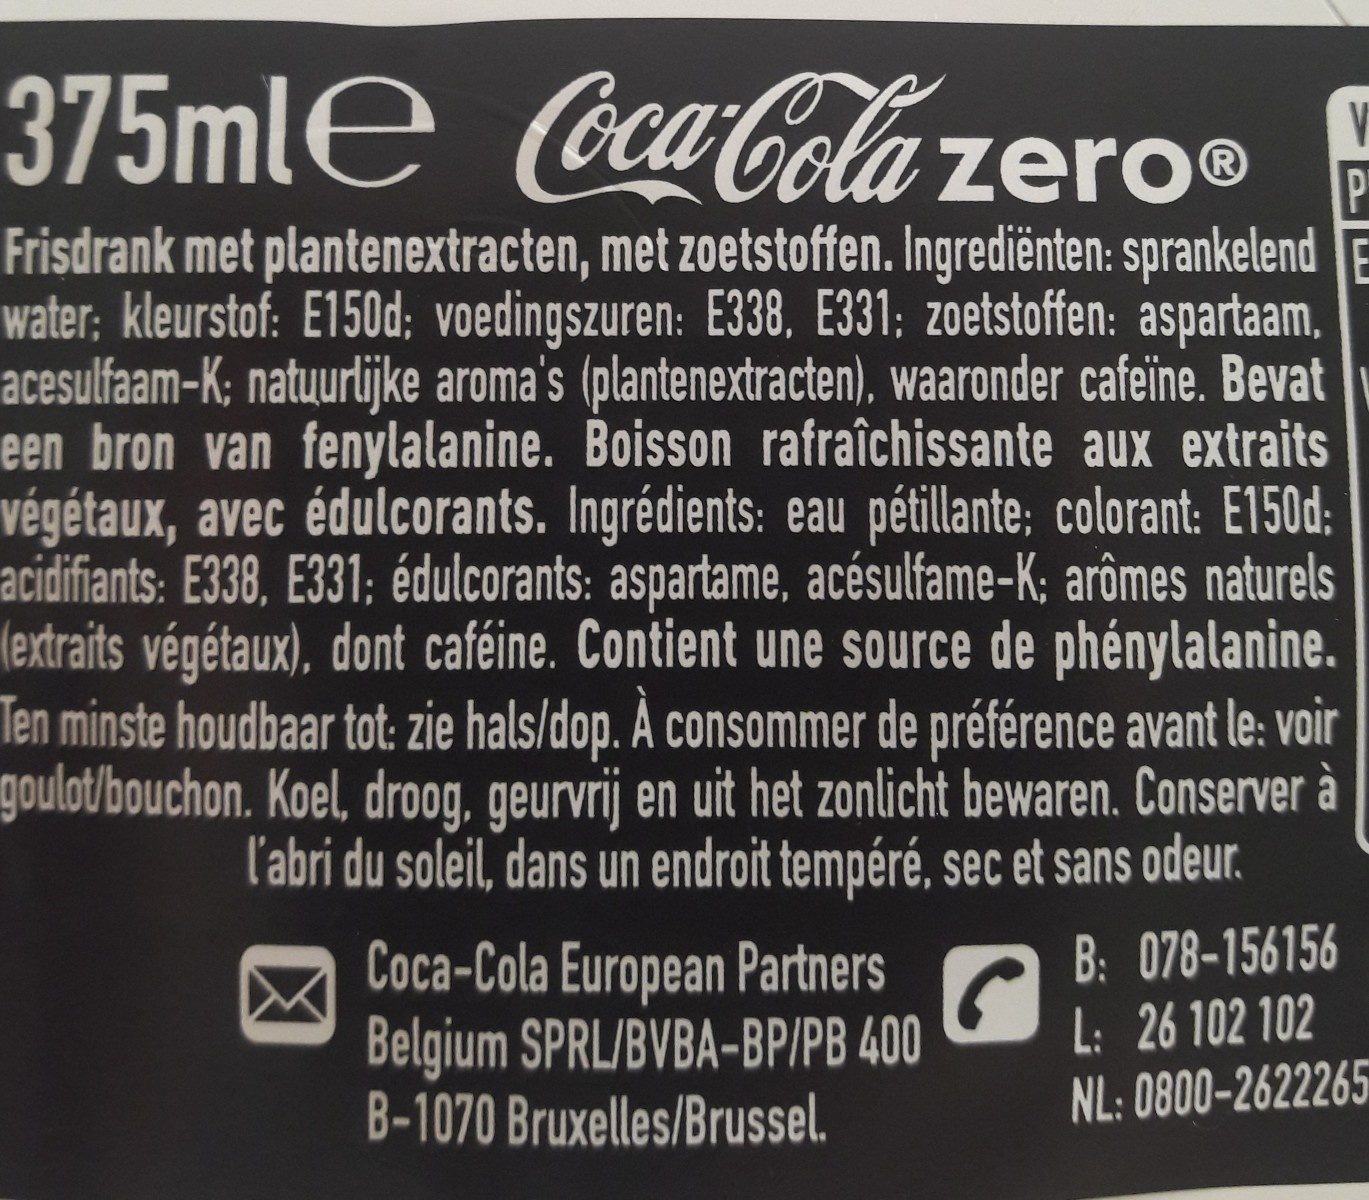 375ml e Coca-Cola zero®
Frisdrank met plantenextracten, met zoetstoffen. Ingrediënten: sprankelend
water; kleurstof: E150d; voedingszuren: E338, E331; zoetstoffen: aspartaam,
acesulfaam-K; natuurlijke aroma's (plantenextracten), waaronder cafeïne. Bevat
een bron van fenylalanine. Boisson rafraîchissante aux extraits
végétaux, avec édulcorants. Ingrédients: eau pétillante; colorant: E150d;
acidifiants: E338, E331; édulcorants: aspartame, acésulfame-K; arômes naturels
(extraits végétaux), dont caféine. Contient une source de phénylalanine.
Ten minste houdbaar tot: zie hals/dop. À consommer de préférence avant le: voir
goulot/bouchon. Koel, droog, geurvrij en uit het zonlicht bewaren. Conserver à
l'abri du soleil, dans un endroit tempéré, sec et sans odeur.
Coca-Cola European Partners
Belgium SPRL/BVBA-BP/PB 400
B-1070 Bruxelles/Brussel.
B: 078-156156
L: 26 102 102
NL: 0800-2622265